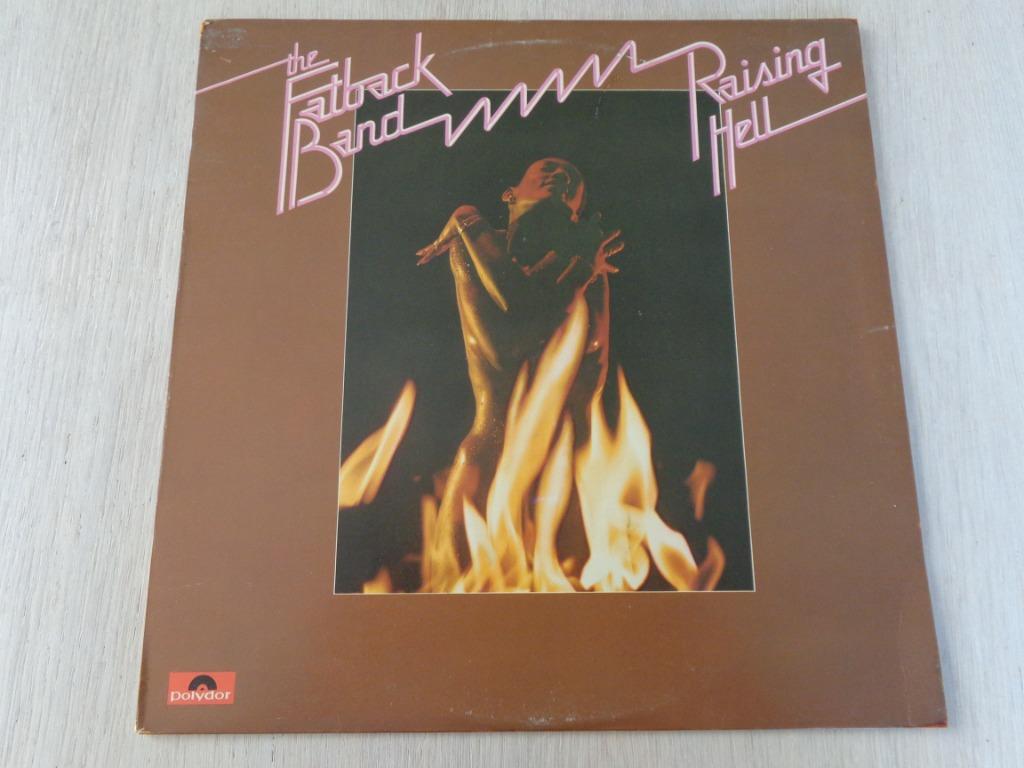 the
Fatback
Band
Raising
Hell
polydor